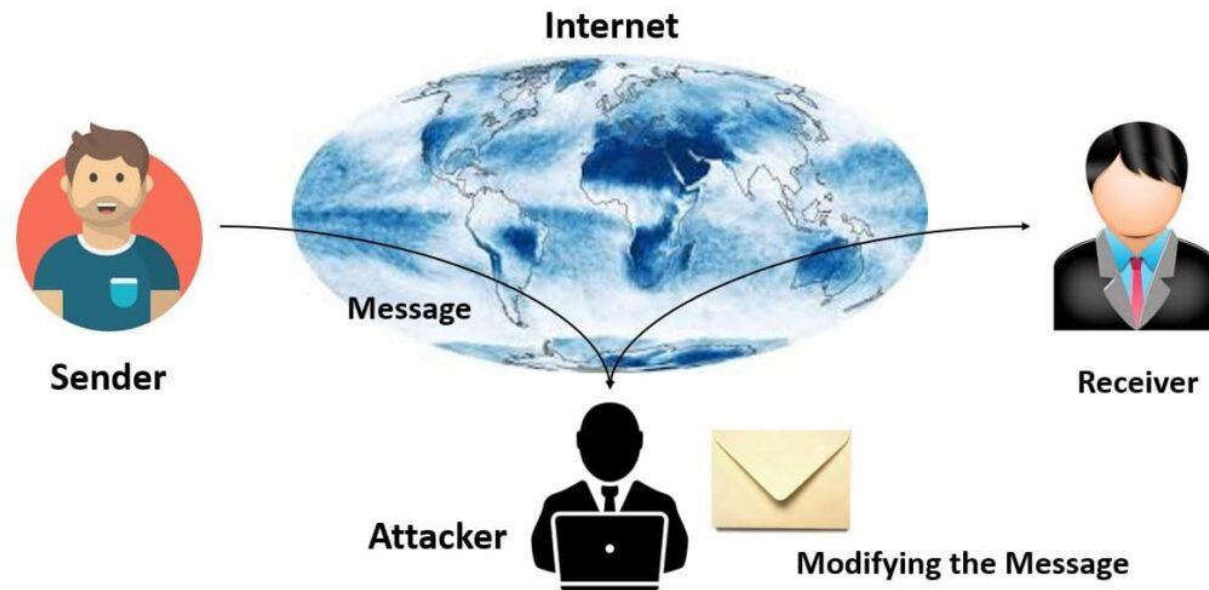 Internet
Message
Sender
Receiver
Attacker
Modifying the Message